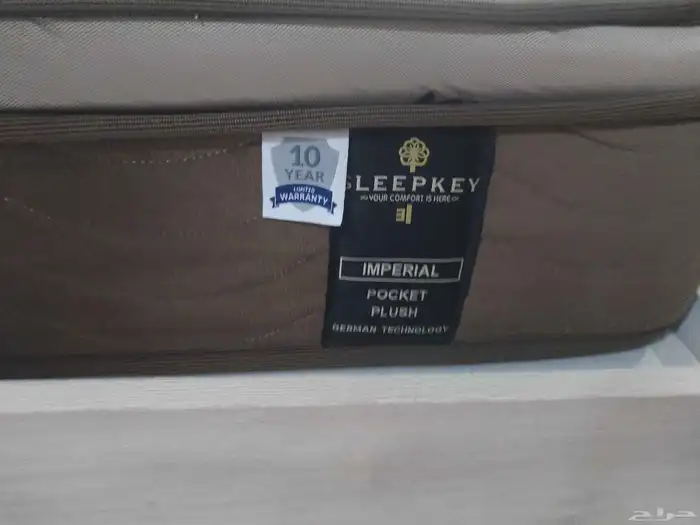 10
YEAR
LIMITED
WARRANTY
SLEEPKEY
YOUR COMFORT IS HERE
IMPERIAL
POCKET
PLUSH
GERMAN TECHNOLOGY
حراج